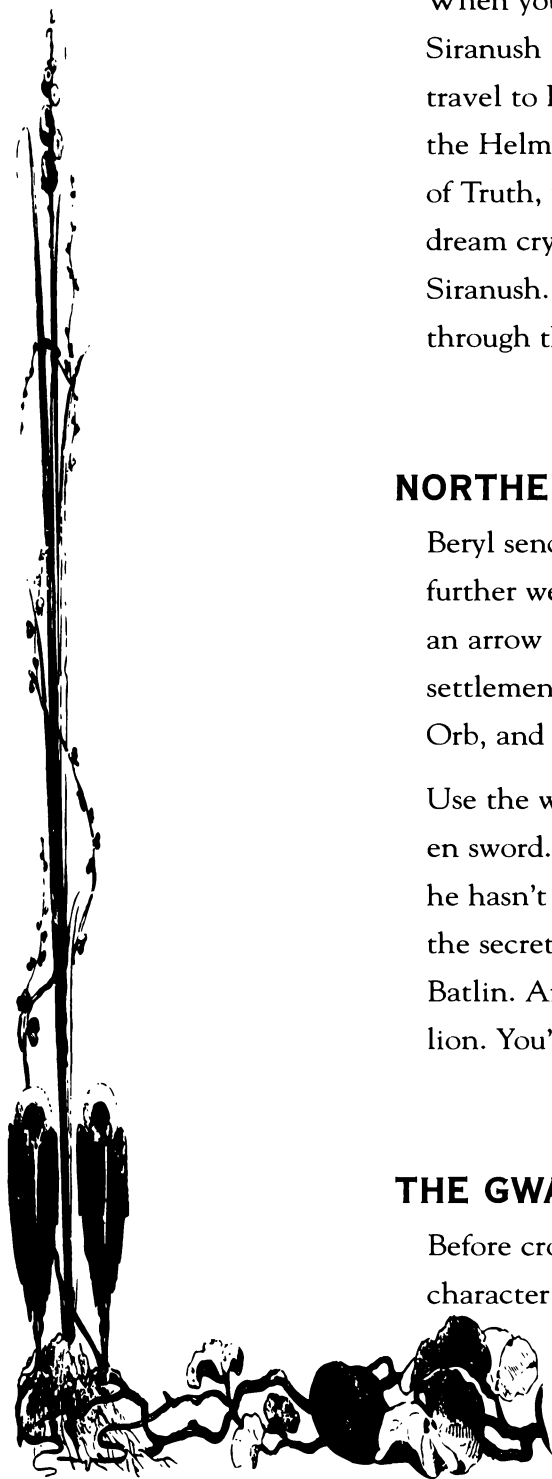 When you
Siranush
travel to
the Helm
of Truth,
dream cry
Siranush.
through th
NORTHE
Beryl send
further we
an arrow
settlemen
Orb, and
Use the w
en sword.
he hasn't
the secret
Batlin. Af
lion. You'
THE GWA
Before cro
character